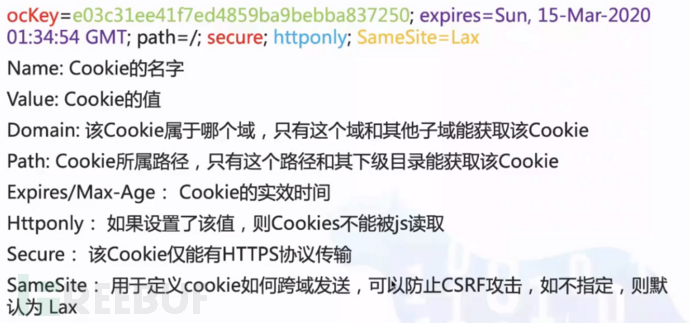 ocKey=e03c31ee41f7ed4859ba9bebba837250; expires=Sun, 15-Mar-2020
01:34:54 GMT; path=/; secure; httponly; SameSite=Lax
Name: Cookie的名字
Value: Cookie的值
Domain: 该Cookie属于哪个域，只有这个域和其他子域能获取该Cookie
Path: Cookie所属路径，只有这个路径和其下级目录能获取该Cookie
Expires/Max-Age： Cookie的实效时间
Httponly： 如果设置了该值，则Cookies不能被js读取
Secure： 该Cookie仅能有HTTPS协议传输
SameSite： 用于定义cookie如何跨域发送，可以防止CSRF攻击，如不指定，则默
认为 Lax